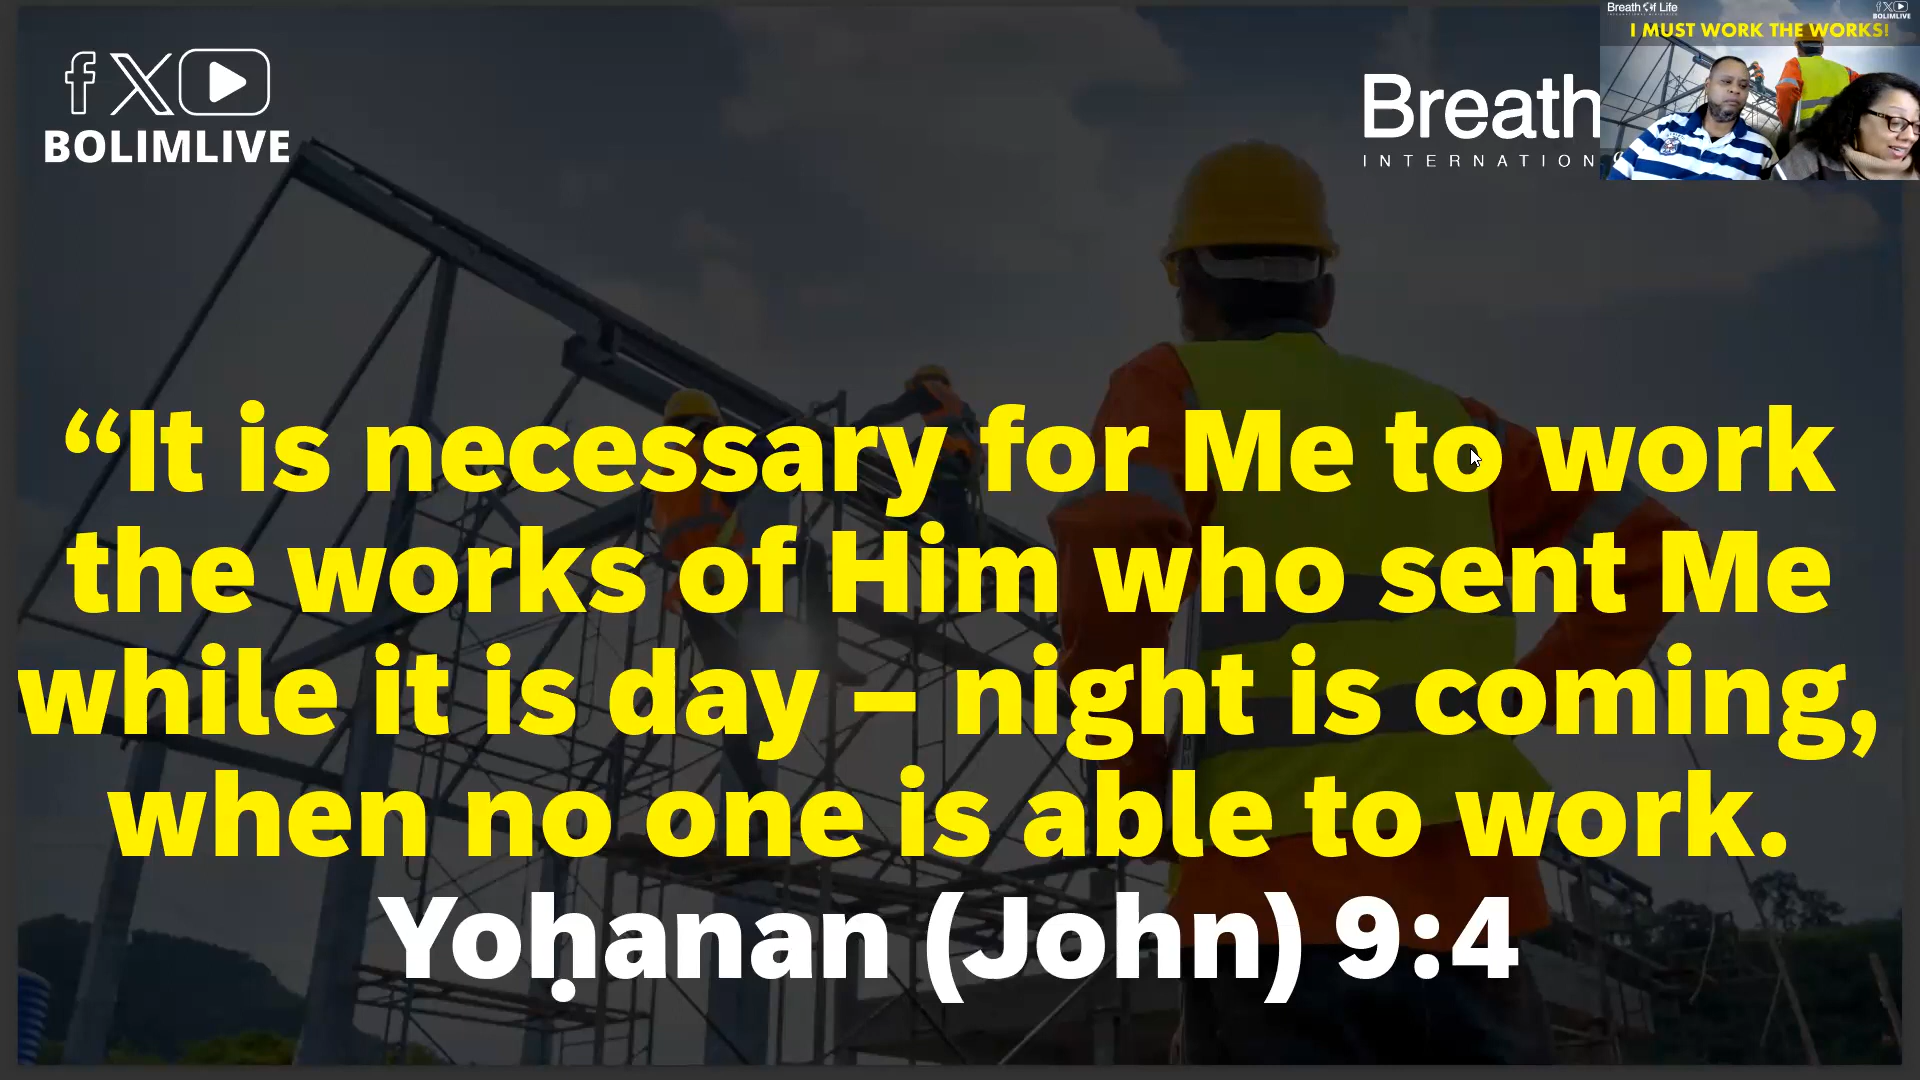 BOLIMLIVE
Breath
INTERNATION
Breath Of Life
BOLIMLIVE
I MUST WORK THE WORKS!
“It is necessary for Me to work
the works of Him who sent Me
while it is day – night is coming,
when no one is able to work.
Yoḥanan (John) 9:4